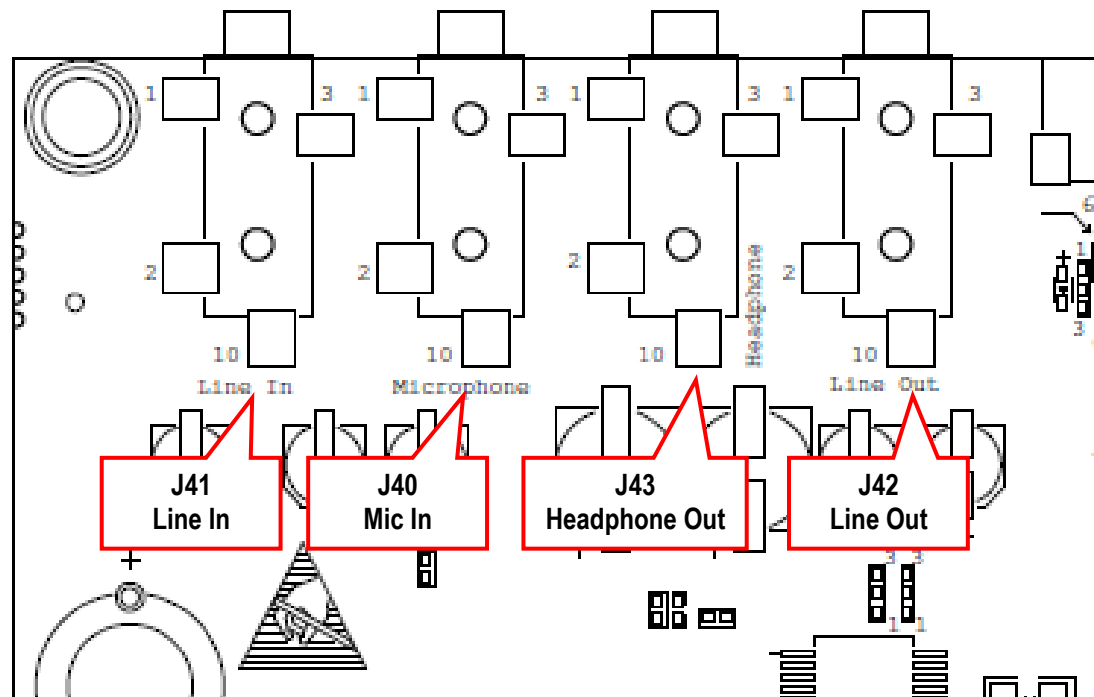 1 3 1 3 1 3 1 3
6
1
2 2 2 2
Headphone
+
3
10 10 10 10
Line In Microphone Line Out
J41
Line In
J40
Mic In
J43
Headphone Out
J42
Line Out
+
3 3
1 1